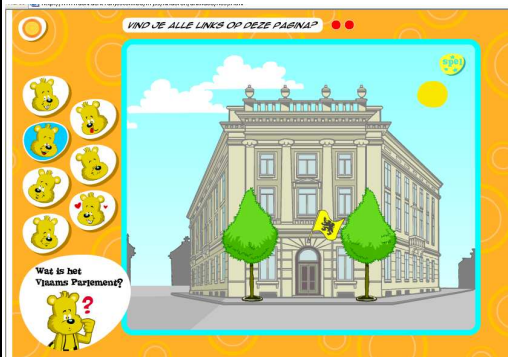 VIND JE ALLE LINKS OP DEZE PAGINA?
spel
Wat is het
Vlaams Parlement?
?